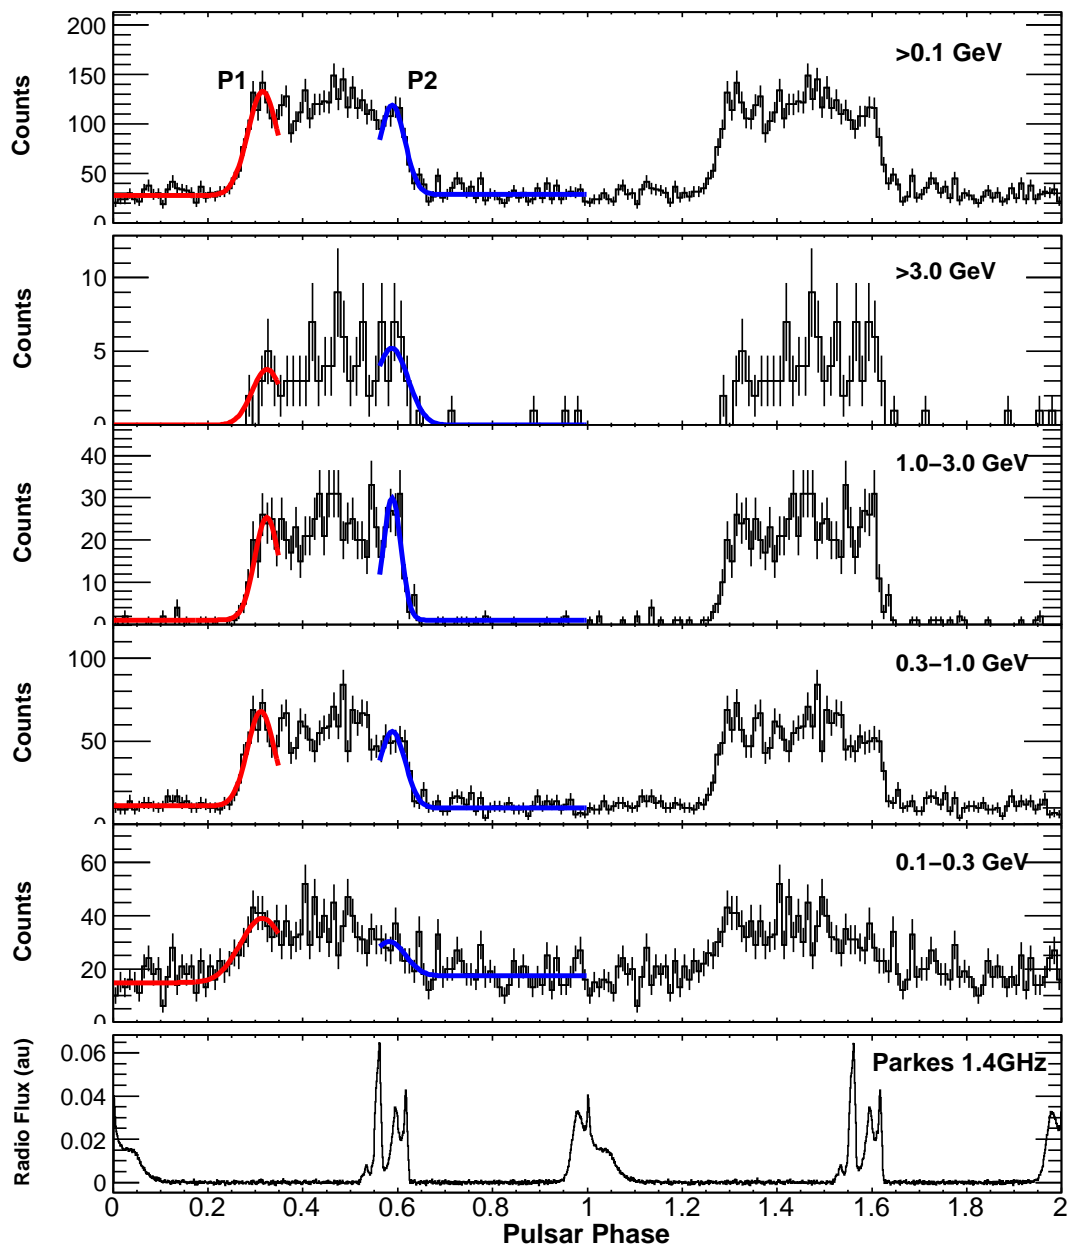 200
>0.1 GeV
150
P1
P2
100
50
0
Counts
>3.0 GeV
10
5
0
Counts
1.0−3.0 GeV
40
30
20
10
0
Counts
0.3−1.0 GeV
100
50
0
Counts
0.1−0.3 GeV
60
40
20
0
Counts
Parkes 1.4GHz
0.06
0.04
0.02
0
Radio Flux (au)
0 0.2 0.4 0.6 0.8 1 1.2 1.4 1.6 1.8 2
Pulsar Phase